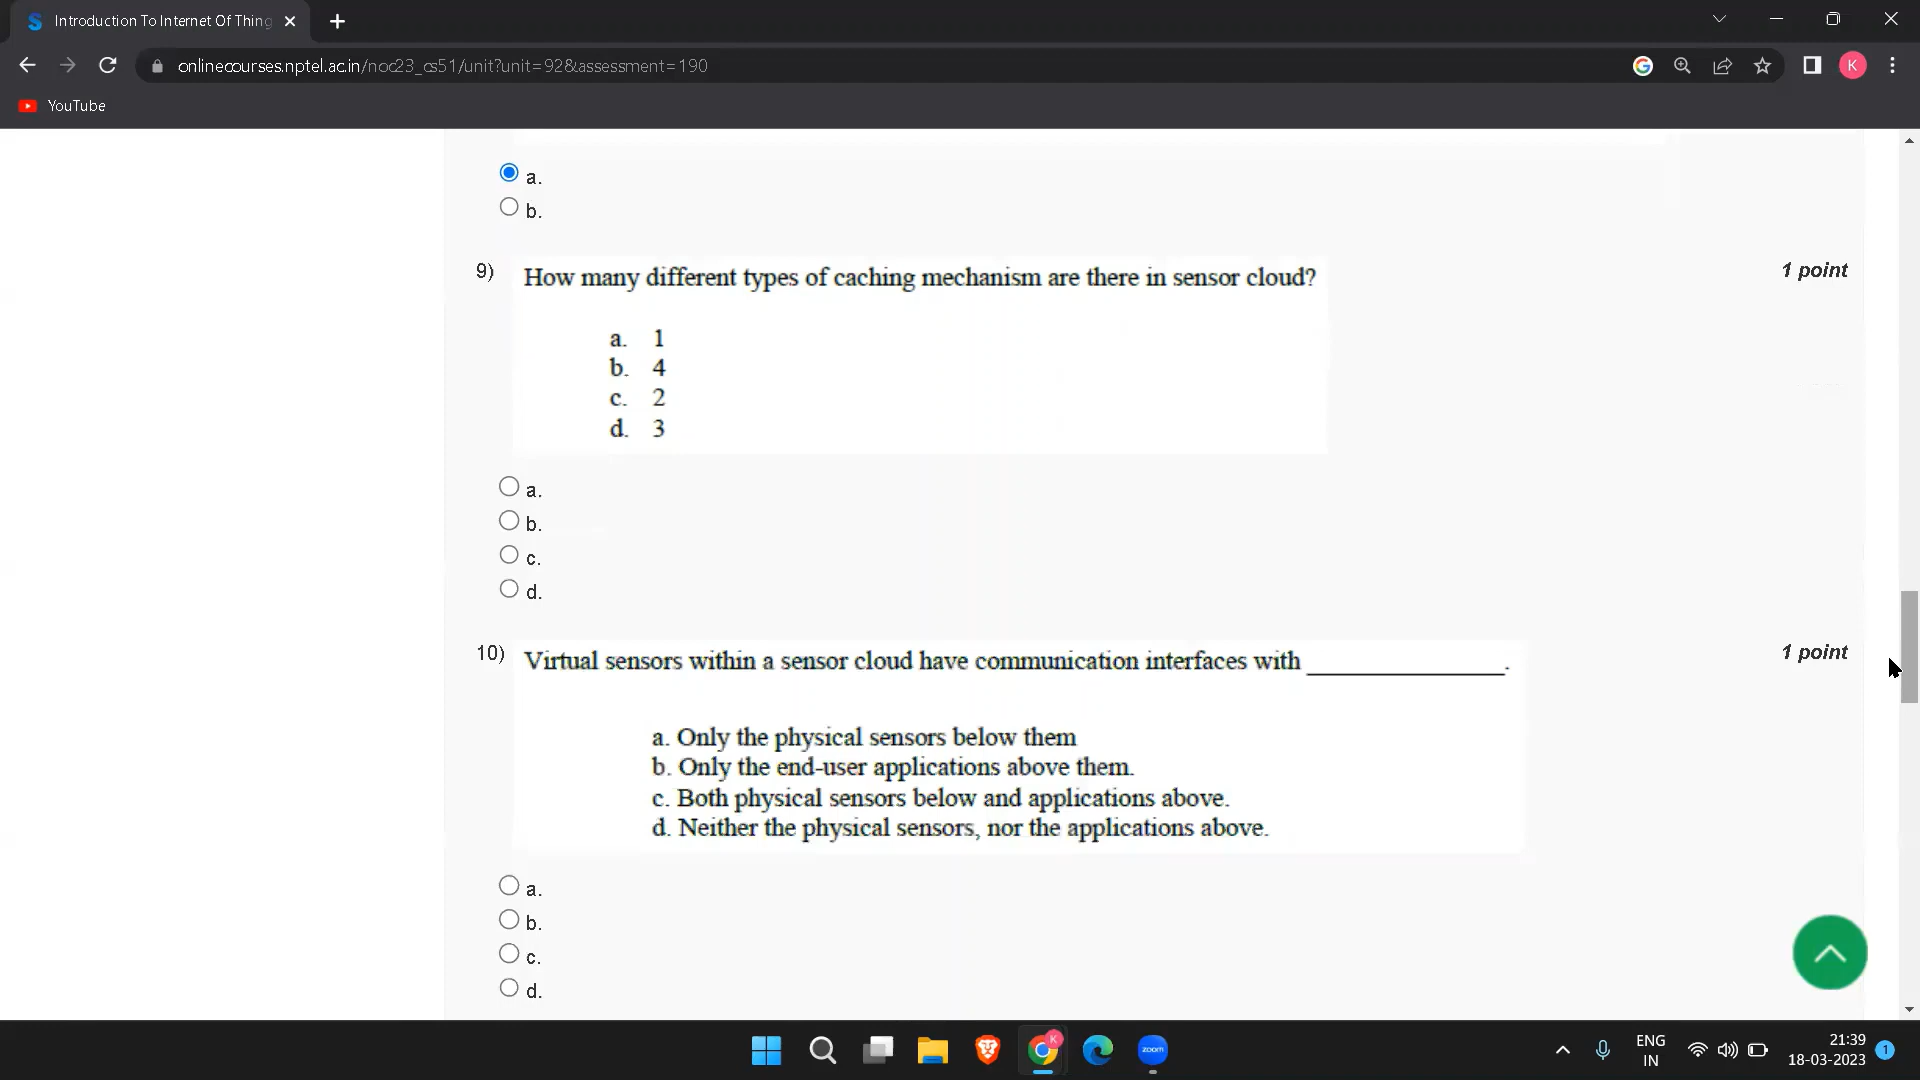 Introduction To Internet Of Thing
onlinecourses.nptel.ac.in/noc23_cs51/unit?unit=92&assessment=190
K
YouTube
a.
b.
9) How many different types of caching mechanism are there in sensor cloud? 1 point
a. 1
b. 4
c. 2
d. 3
a.
b.
c.
d.
10) Virtual sensors within a sensor cloud have communication interfaces with _______________. 1 point
a. Only the physical sensors below them
b. Only the end-user applications above them.
c. Both physical sensors below and applications above.
d. Neither the physical sensors, nor the applications above.
a.
b.
c.
d.
K
zoom
ENG
IN
21:39
18-03-2023
1